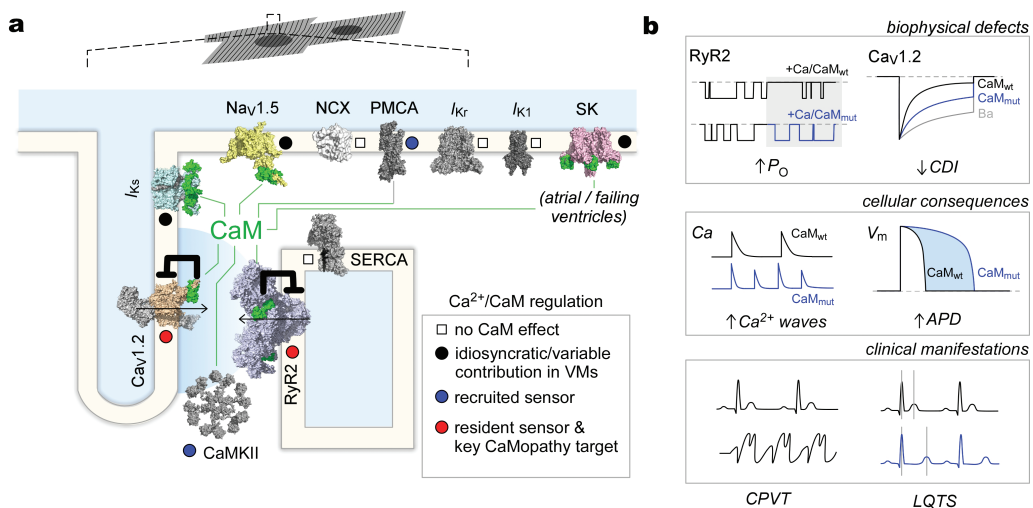 a
Nav1.5
NCX
PMCA
IKr
IK1
SK
IKs
CaM
(atrial / failing
ventricles)
SERCA
Cav1.2
RyR2
CaMKII
Ca2+/CaM regulation
no CaM effect
idiosyncratic/variable
contribution in VMs
recruited sensor
resident sensor &
key CaMopathy target
b
biophysical defects
RyR2
+Ca/CaMwt
+Ca/CaMmut
↑PO
Cav1.2
CaMwt
CaMmut
Ba
↓CDI
cellular consequences
Ca
CaMwt
CaMmut
↑Ca2+ waves
Vm
CaMwt
CaMmut
↑APD
clinical manifestations
CPVT
LQTS